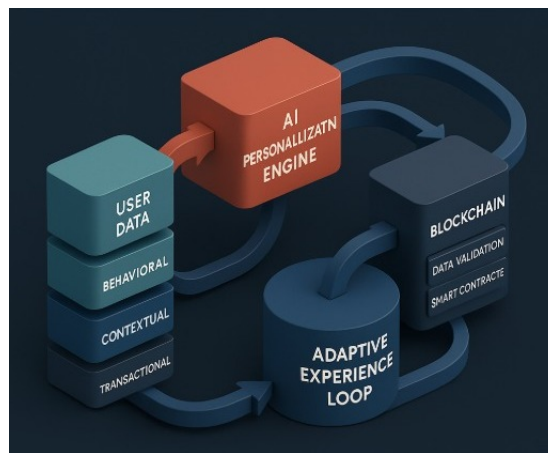 USER
DATA
BEHAVIORAL
CONTEXTUAL
TRANSACTIONAL
AI
PERSONALLIZATN
ENGINE
BLOCKCHAIN
DATA VALIDATION
SMART CONTRACTE
ADAPTIVE
EXPERIENCE
LOOP